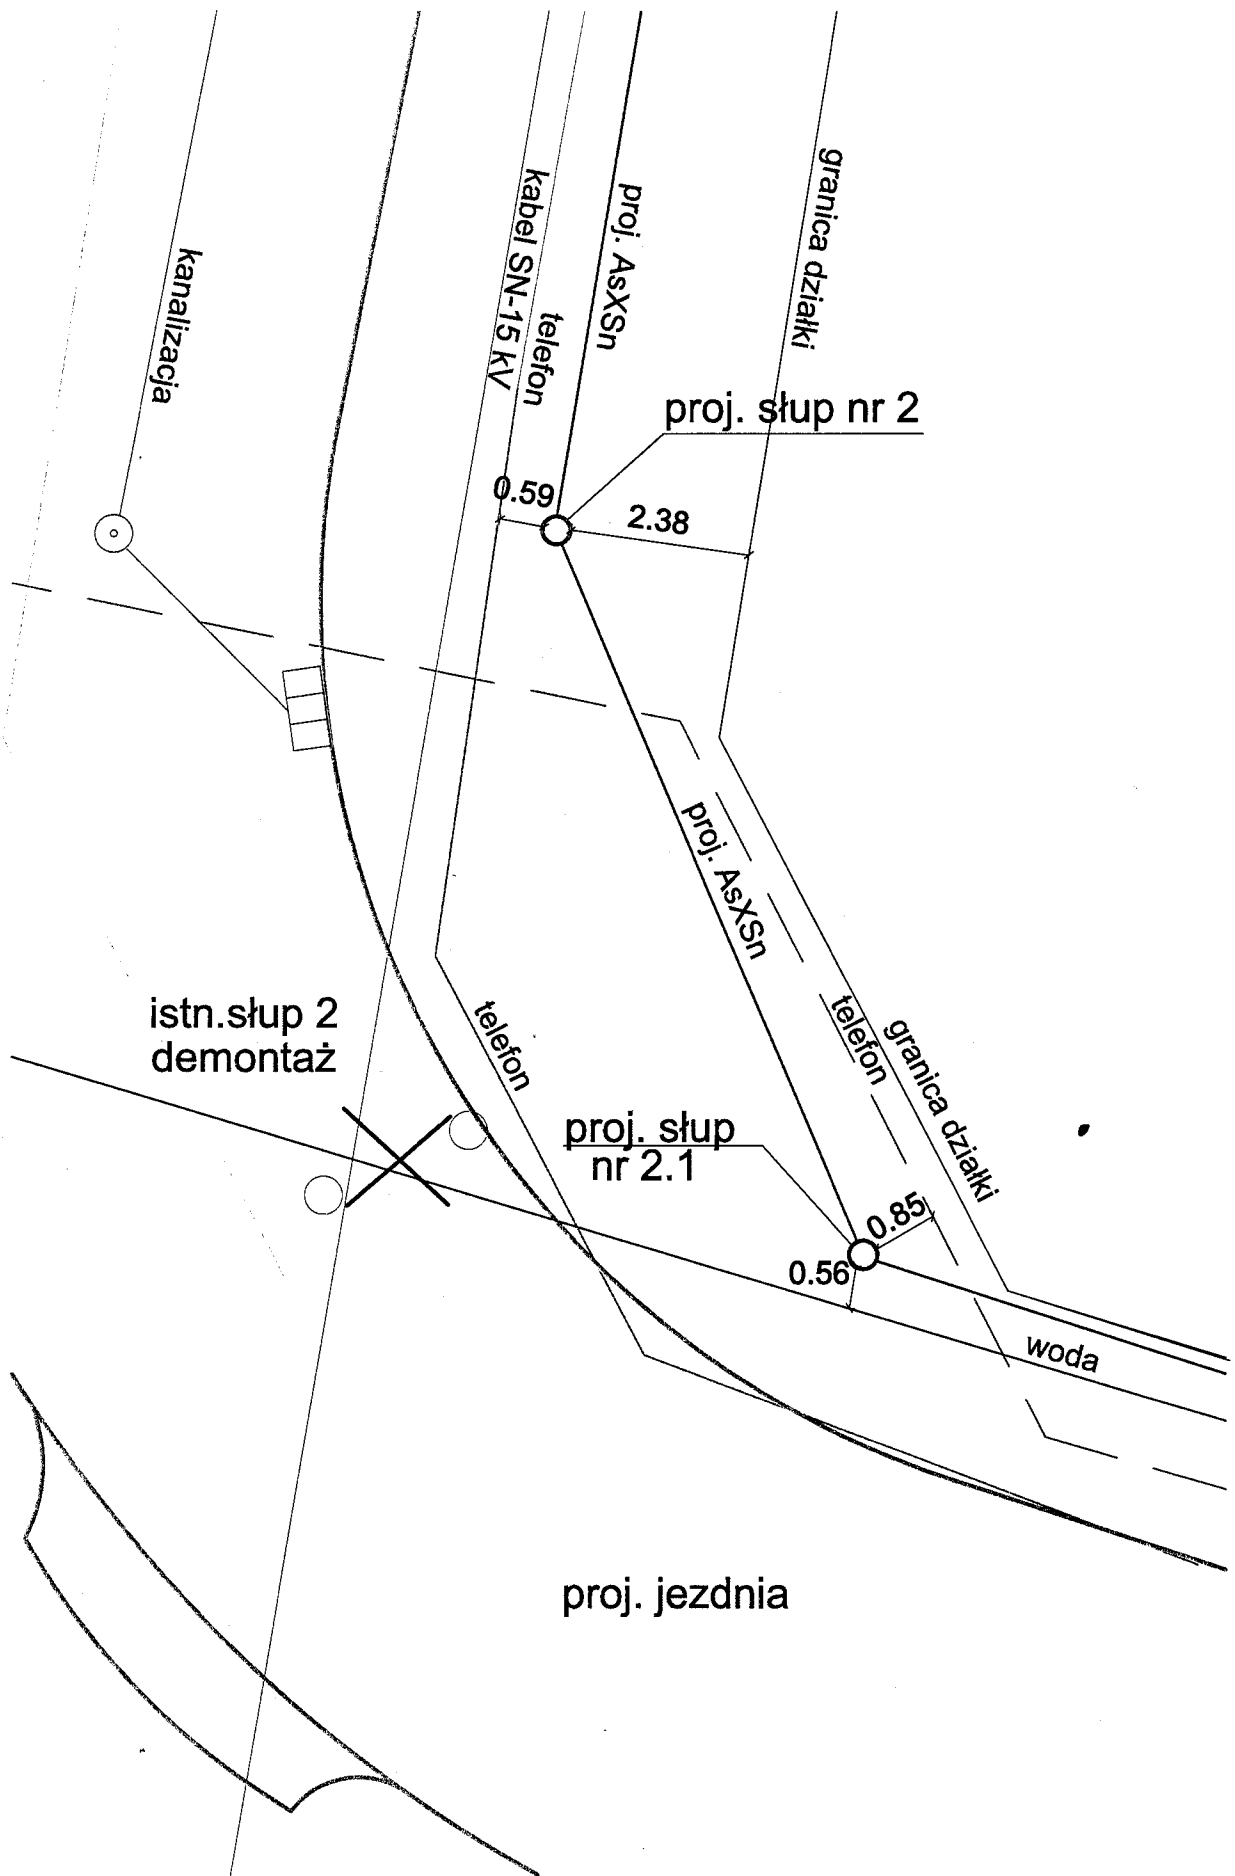 granica działki
proj. AsXSn
kabel SN-15 kV
telefon
kanalizacja
proj. słup nr 2
0.59
2.38
proj. AsXSn
istn.słup 2
demontaż
telefon
telefon
granica działki
proj. słup
nr 2.1
0.85
0.56
woda
proj. jezdnia